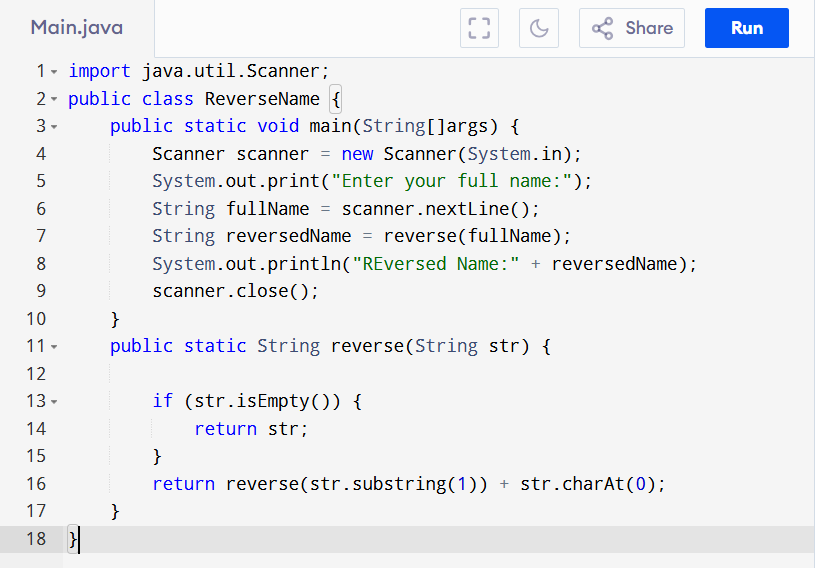 Main.java
Share
Run
1 import java.util.Scanner;
2 public class ReverseName {
3     public static void main(String[]args) {
4         Scanner scanner = new Scanner(System.in);
5         System.out.print("Enter your full name:");
6         String fullName = scanner.nextLine();
7         String reversedName = reverse(fullName);
8         System.out.println("REversed Name:" + reversedName);
9         scanner.close();
10     }
11     public static String reverse(String str) {
12
13         if (str.isEmpty()) {
14             return str;
15         }
16         return reverse(str.substring(1)) + str.charAt(0);
17     }
18 }